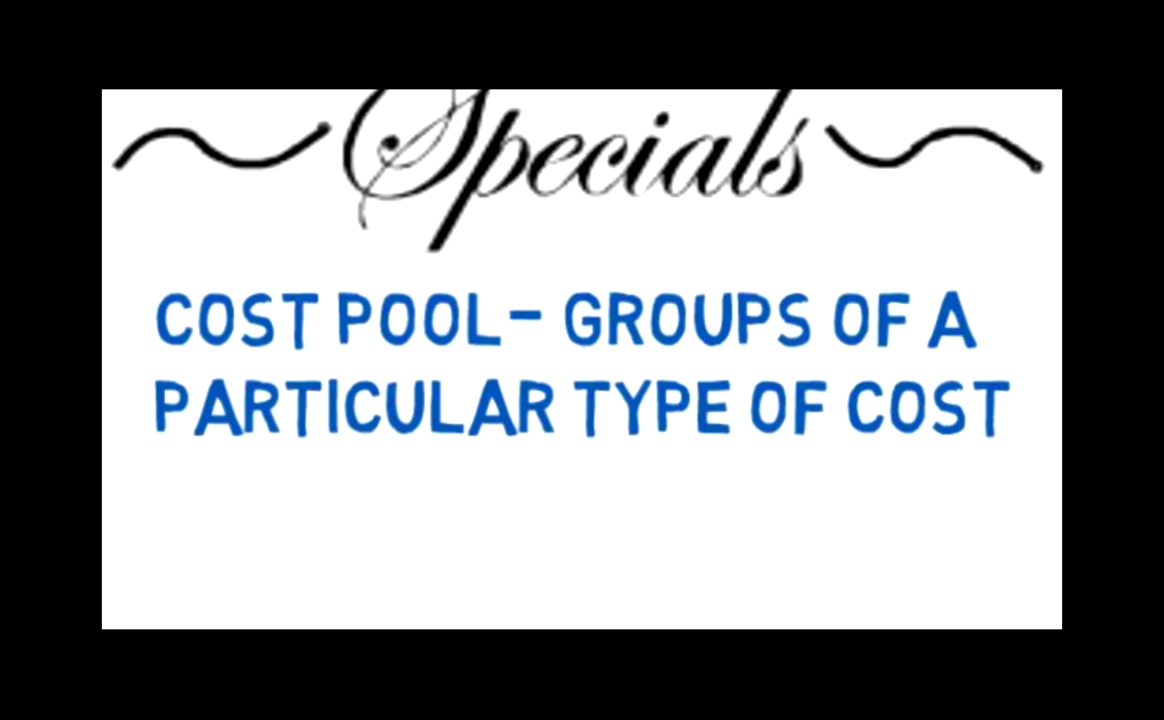 Specials
COST POOL- GROUPS OF A
PARTICULAR TYPE OF COST